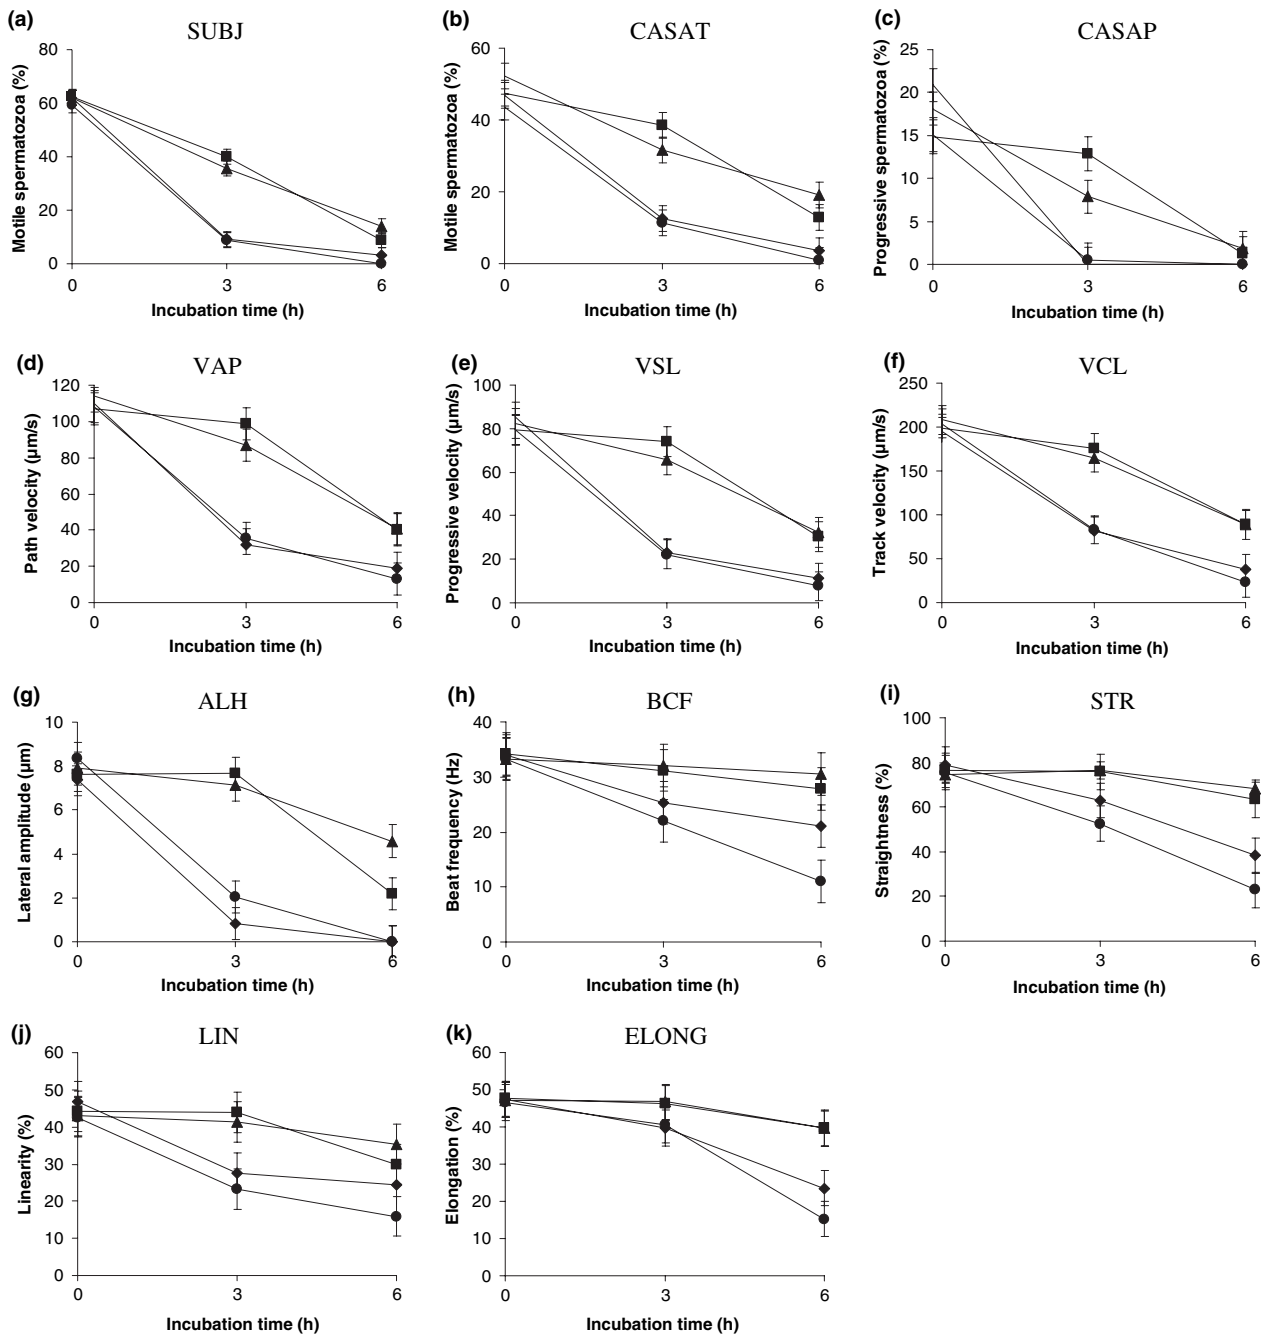 (a)
SUBJ
Motile spermatozoa (%)
80
60
40
20
0
0 3 6
Incubation time (h)
(b)
CASAT
Motile spermatozoa (%)
60
40
20
0
0 3 6
Incubation time (h)
(c)
CASAP
Progressive spermatozoa (%)
25
20
15
10
5
0
0 3 6
Incubation time (h)
(d)
VAP
Path velocity (µm/s)
120
100
80
60
40
20
0
0 3 6
Incubation time (h)
(e)
VSL
Progressive velocity (µm/s)
100
80
60
40
20
0
0 3 6
Incubation time (h)
(f)
VCL
Track velocity (µm/s)
250
200
150
100
50
0
0 3 6
Incubation time (h)
(g)
ALH
Lateral amplitude (µm)
10
8
6
4
2
0
0 3 6
Incubation time (h)
(h)
BCF
Beat frequency (Hz)
40
30
20
10
0
0 3 6
Incubation time (h)
(i)
STR
Straightness (%)
100
80
60
40
20
0
0 3 6
Incubation time (h)
(j)
LIN
Linearity (%)
60
50
40
30
20
10
0
0 3 6
Incubation time (h)
(k)
ELONG
Elongation (%)
60
50
40
30
20
10
0
0 3 6
Incubation time (h)